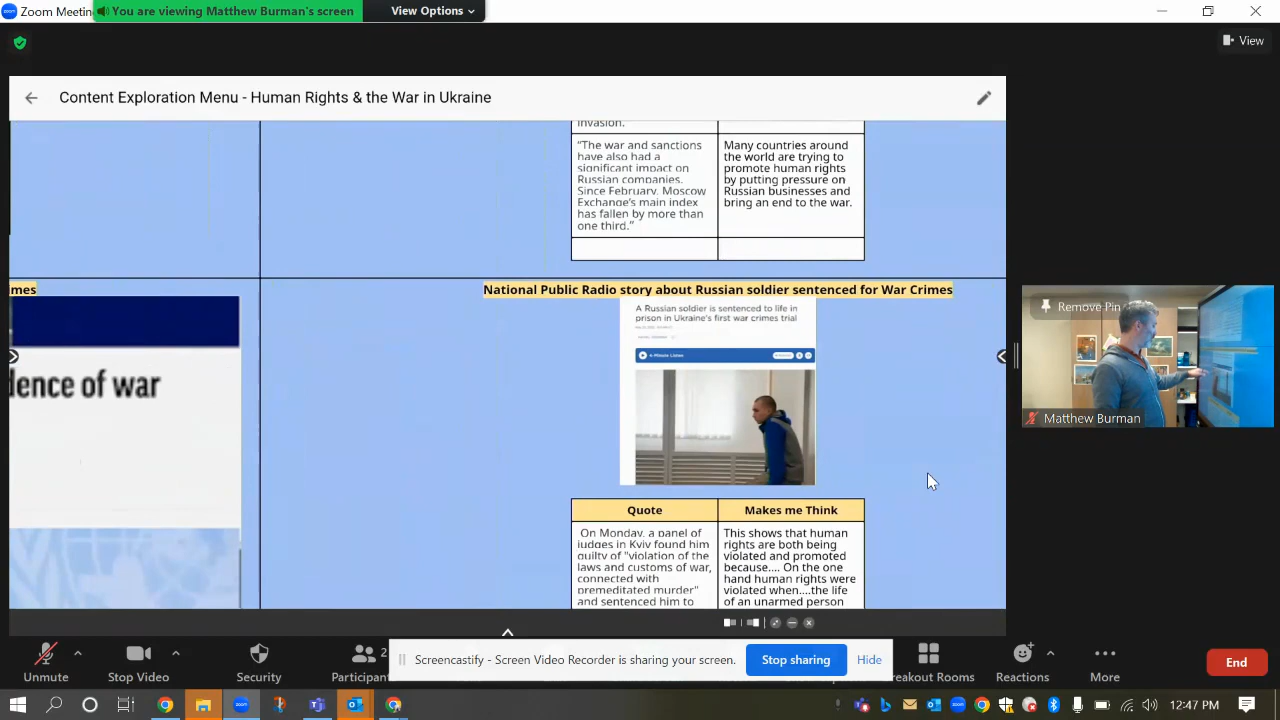 Zoom Meetin
You are viewing Matthew Burman's screen
View Options
View
Content Exploration Menu - Human Rights & the War in Ukraine
invasion.
"The war and sanctions
have also had a
significant impact on
Russian companies.
Since February, Moscow
Exchange's main index
has fallen by more than
one third."
Many countries around
the world are trying to
promote human rights
by putting pressure on
Russian businesses and
bring an end to the war.
mes
National Public Radio story about Russian soldier sentenced for War Crimes
A Russian soldier is sentenced to life in
prison in Ukraine's first war crimes trial
4-Minute Listen
dence of war
Quote
Makes me Think
On Monday, a panel of
judges in Kyiv found him
guilty of "violation of the
laws and customs of war,
connected with
premeditated murder"
and sentenced him to
This shows that human
rights are both being
violated and promoted
because.... On the one
hand human rights were
violated when....the life
of an unarmed person
Remove Pin
Matthew Burman
Unmute
Stop Video
Security
Participant
2
Screencastify - Screen Video Recorder is sharing your screen.
Stop sharing
Hide
reakout Rooms
Reactions
More
End
12:47 PM